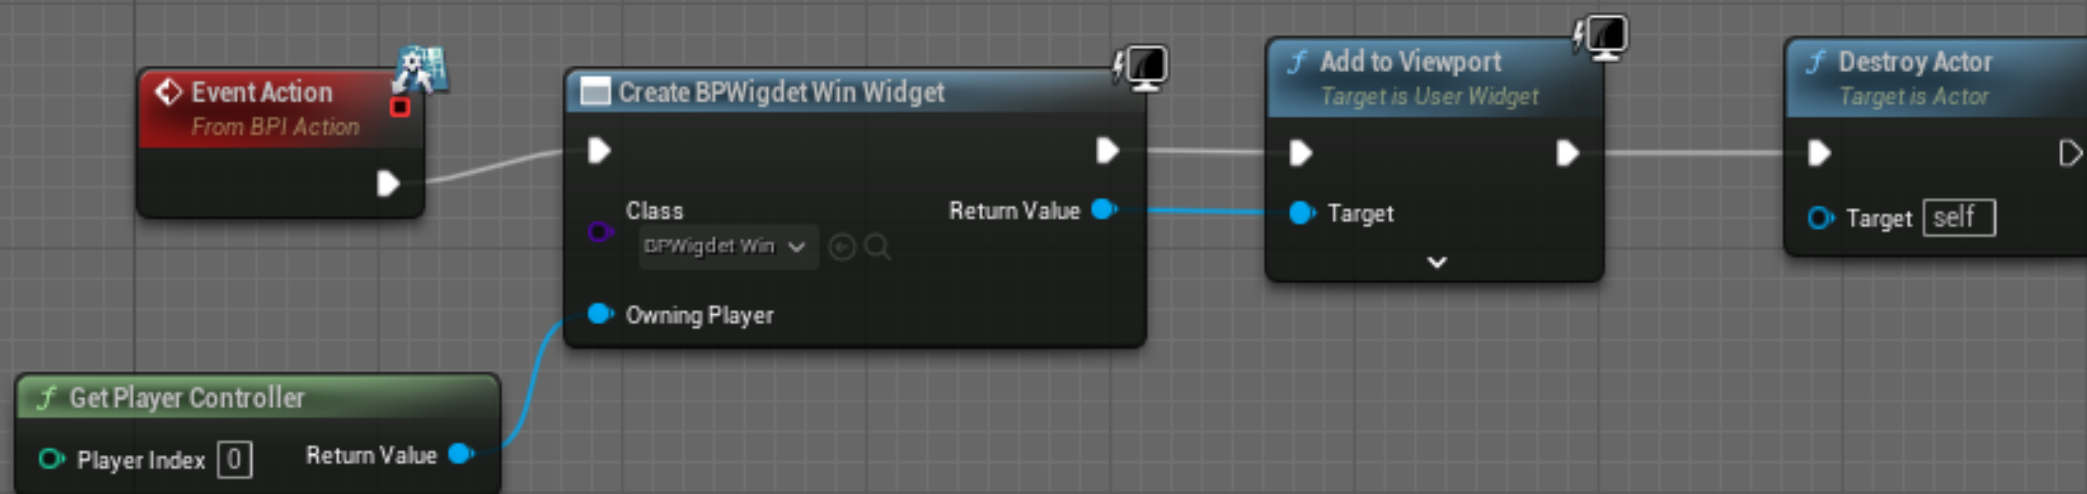 Event Action
From BPI Action
Create BPWigdet Win Widget
Class
BPWigdet Win
Return Value
Owning Player
Add to Viewport
Target is User Widget
Target
Destroy Actor
Target is Actor
Target self
Get Player Controller
Player Index 0 Return Value